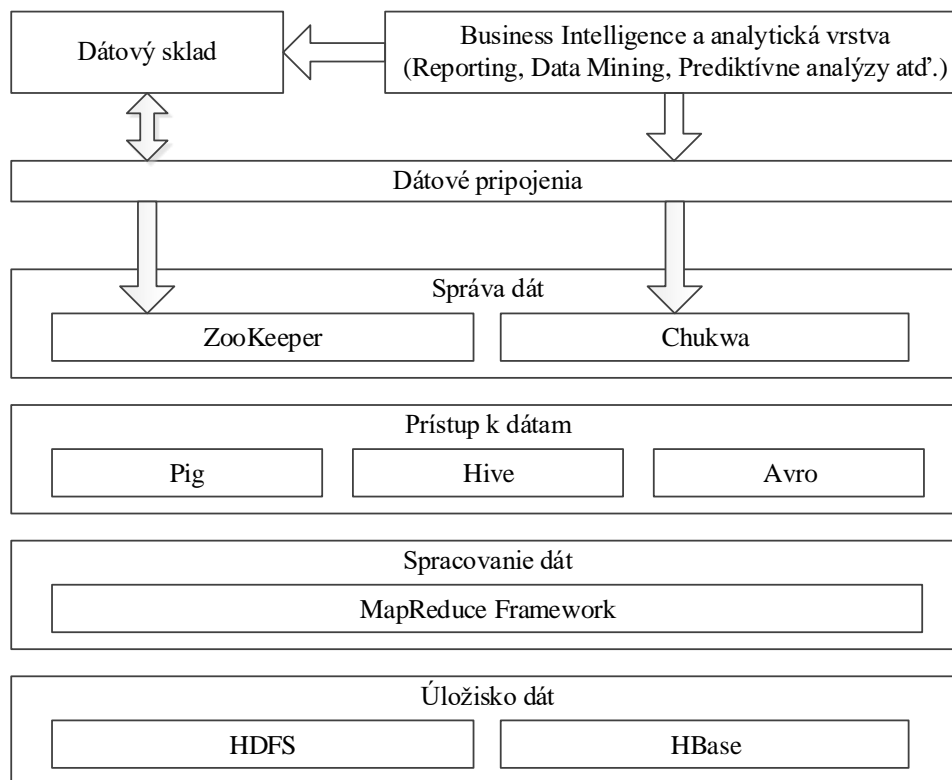 Dátový sklad
Business Intelligence a analytická vrstva
(Reporting, Data Mining, Prediktívne analýzy atď.)
Dátové pripojenia
Správa dát
ZooKeeper
Chukwa
Prístup k dátam
Pig
Hive
Avro
Spracovanie dát
MapReduce Framework
Úložisko dát
HDFS
HBase